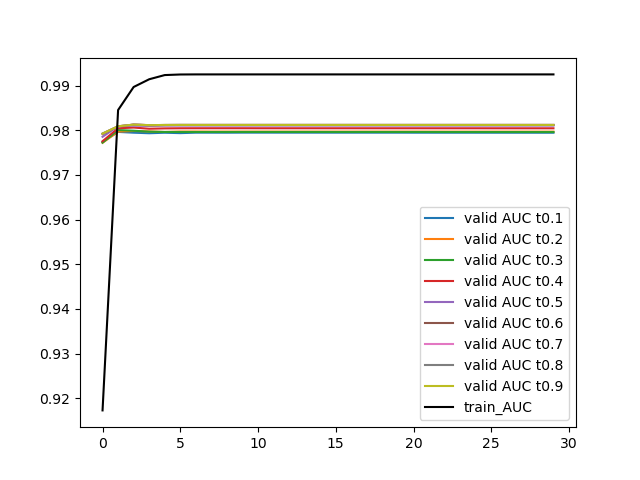 0.99
0.98
0.97
0.96
0.95
0.94
0.93
0.92
0 5 10 15 20 25 30
valid AUC t0.1
valid AUC t0.2
valid AUC t0.3
valid AUC t0.4
valid AUC t0.5
valid AUC t0.6
valid AUC t0.7
valid AUC t0.8
valid AUC t0.9
train_AUC